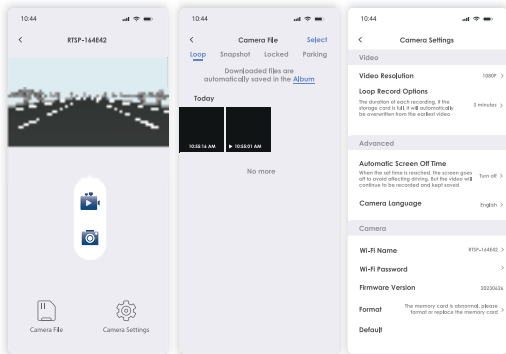 10:44
RTSP-164E42
Camera File
Camera Settings
10:44
Camera File
Select
Loop
Snapshot
Locked
Parking
Downloaded files are
automatically saved in the Album
Today
10:55:16 AM
10:55:01 AM
No more
10:44
Camera Settings
Video
Video Resolution
1080P
Loop Record Options
The duration of each recording. If the
storage card is full, it will automatically
be overwritten from the earliest video
3 minutes
Advanced
Automatic Screen Off Time
When the set time is reached, the screen goes
off to avoid affecting driving. But the video will
continue to be recorded and kept saved
Turn off
Camera Language
English
Camera
Wi-Fi Name
RTSP-164E42
Wi-Fi Password
Firmware Version
20230626
Format
The memory card is abnormal, please
format or replace the memory card
Default